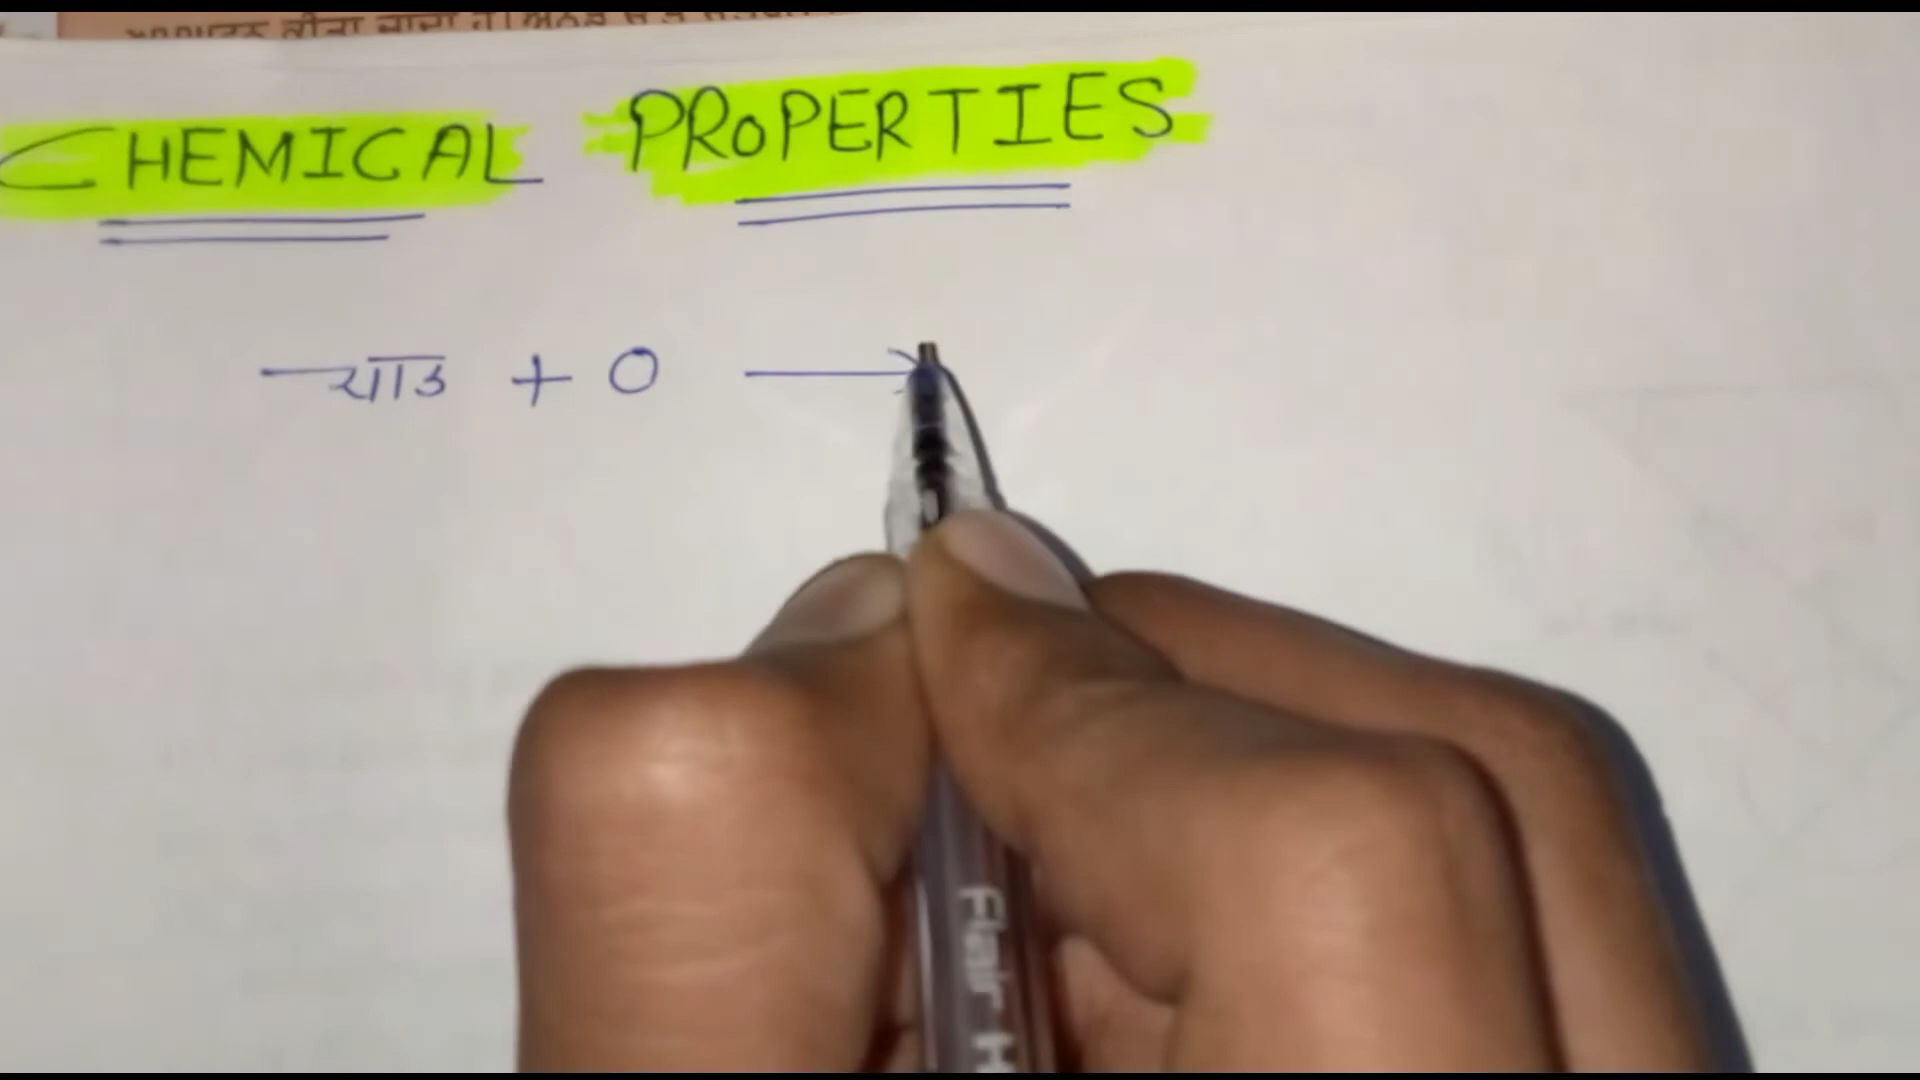 ਕੀਤਾ ਜਾਂਦਾ ਹੈ।
CHEMICAL PROPERTIES
ਧਾਤ + O →
Flair H